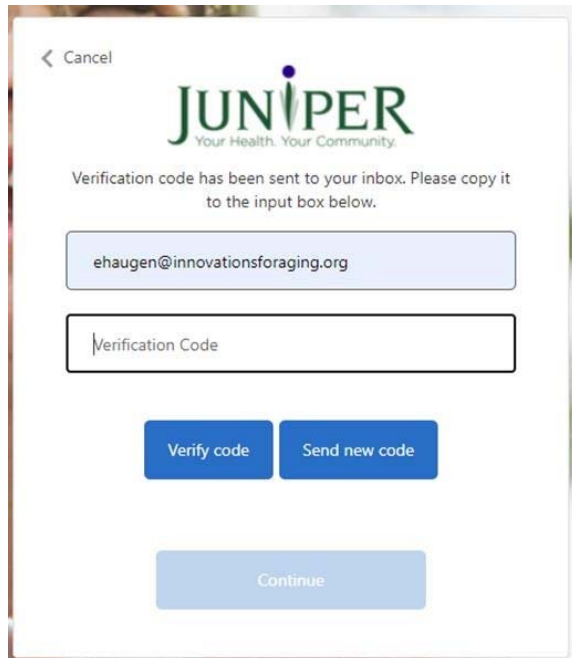 Cancel
JUNIPER
Your Health. Your Community.
Verification code has been sent to your inbox. Please copy it
to the input box below.
ehaugen@innovationsforaging.org
Verification Code
Verify code Send new code
Continue